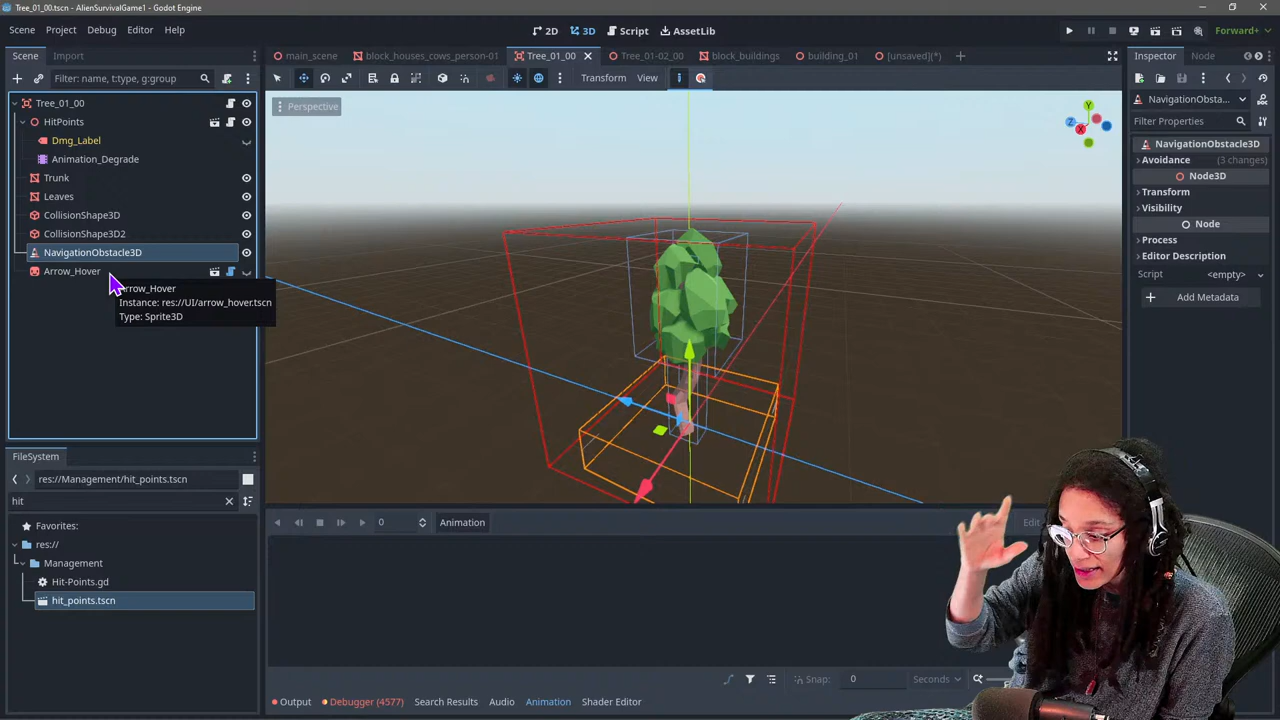 Tree_01_00.tscn - AlienSurvivalGame1 - Godot Engine
Scene Project Debug Editor Help
2D 3D Script AssetLib
Forward+
Scene Import
main_scene block_houses_cows_person-01 Tree_01_00 Tree_01-02_00 block_buildings building_01 [unsaved](*)
Inspector Node
Filter: name, t:type, g:group
Transform View
Perspective
Tree_01_00
HitPoints
Dmg_Label
Animation_Degrade
Trunk
Leaves
CollisionShape3D
CollisionShape3D2
NavigationObstacle3D
Arrow_Hover
Arrow_Hover
Instance: res://UI/arrow_hover.tscn
Type: Sprite3D
Y
Z
X
NavigationObsta...
Filter Properties
NavigationObstacle3D
Avoidance (3 changes)
Node3D
Transform
Visibility
Node
Process
Editor Description
Script <empty>
Add Metadata
FileSystem
res://Management/hit_points.tscn
hit
Favorites:
res://
Management
Hit-Points.gd
hit_points.tscn
0 Animation Edit
Snap: 0 Seconds
Output Debugger (4577) Search Results Audio Animation Shader Editor